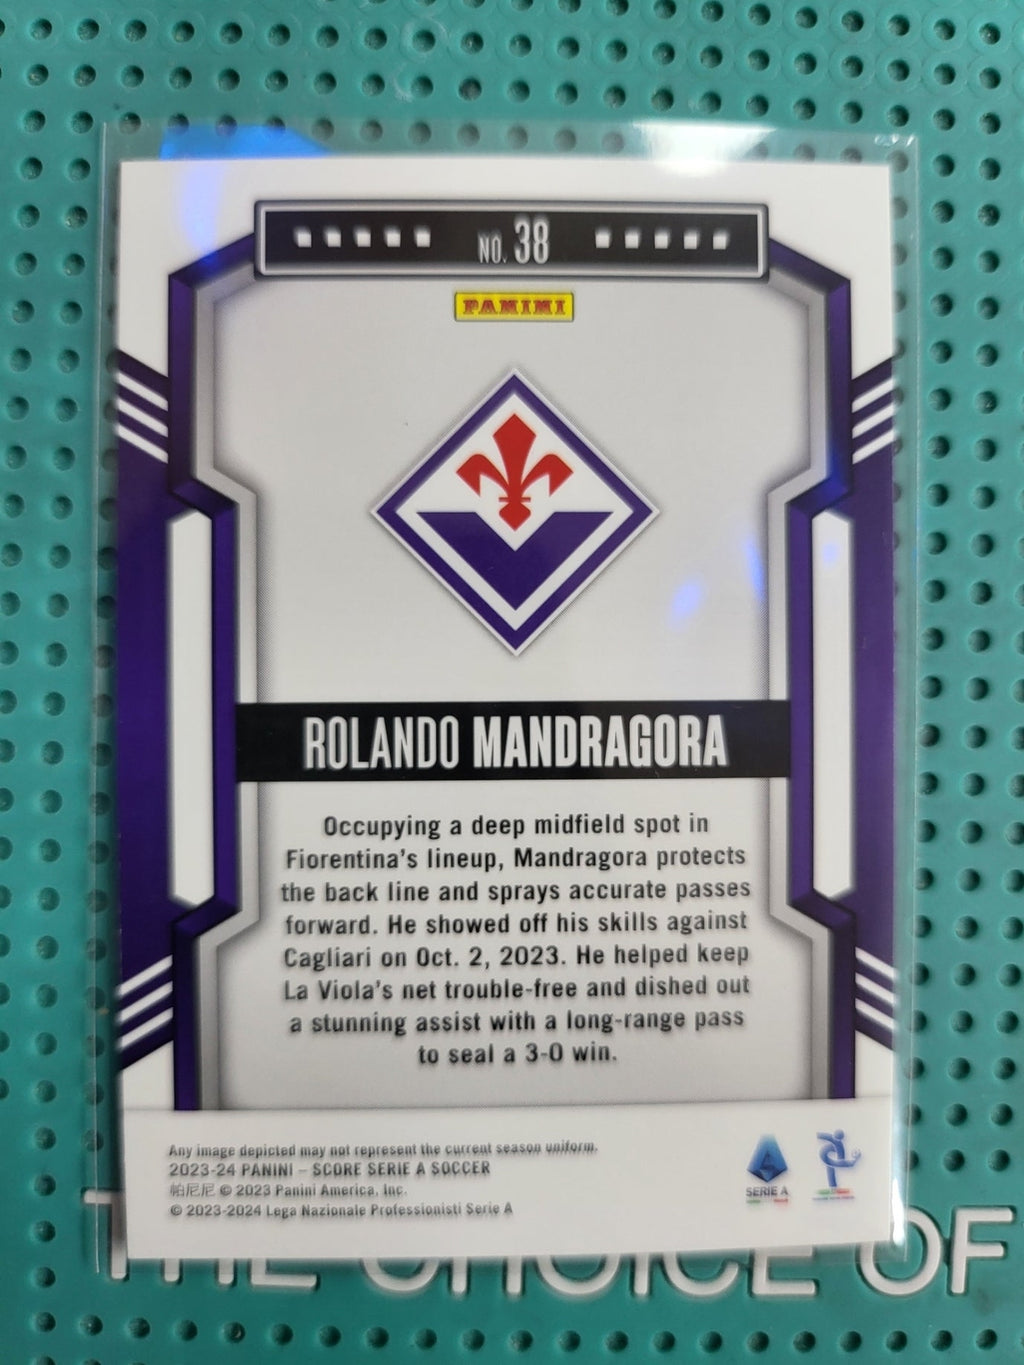 NO. 38
PANINI
ROLANDO MANDRAGORA
Occupying a deep midfield spot in
Fiorentina's lineup, Mandragora protects
the back line and sprays accurate passes
forward. He showed off his skills against
Cagliari on Oct. 2, 2023. He helped keep
La Viola's net trouble-free and dished out
a stunning assist with a long-range pass
to seal a 3-0 win.
Any image depicted may not represent the current season uniform.
2023-24 PANINI – SCORE SERIE A SOCCER
帕尼尼 © 2023 Panini America, Inc.
© 2023-2024 Lega Nazionale Professionisti Serie A
SERIE A
THE CHOICE OF